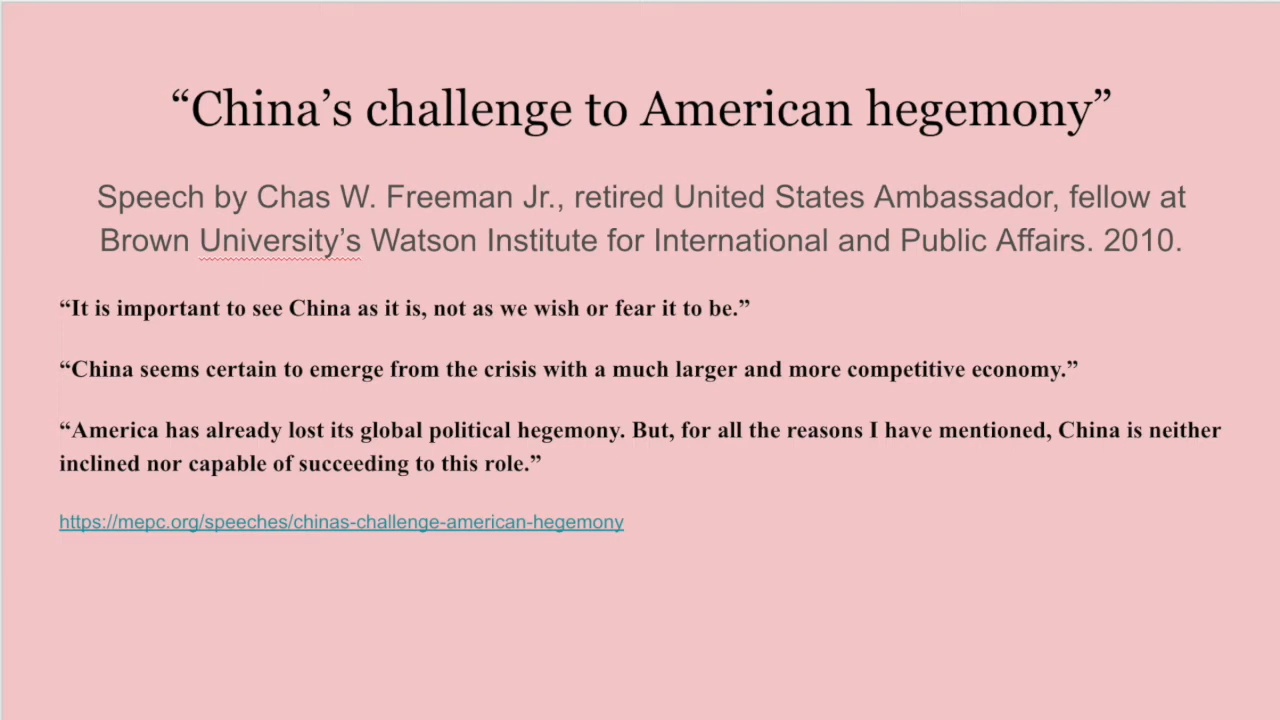 “China’s challenge to American hegemony”
Speech by Chas W. Freeman Jr., retired United States Ambassador, fellow at
Brown University’s Watson Institute for International and Public Affairs. 2010.
“It is important to see China as it is, not as we wish or fear it to be.”
“China seems certain to emerge from the crisis with a much larger and more competitive economy.”
“America has already lost its global political hegemony. But, for all the reasons I have mentioned, China is neither
inclined nor capable of succeeding to this role.”
https://mepc.org/speeches/chinas-challenge-american-hegemony